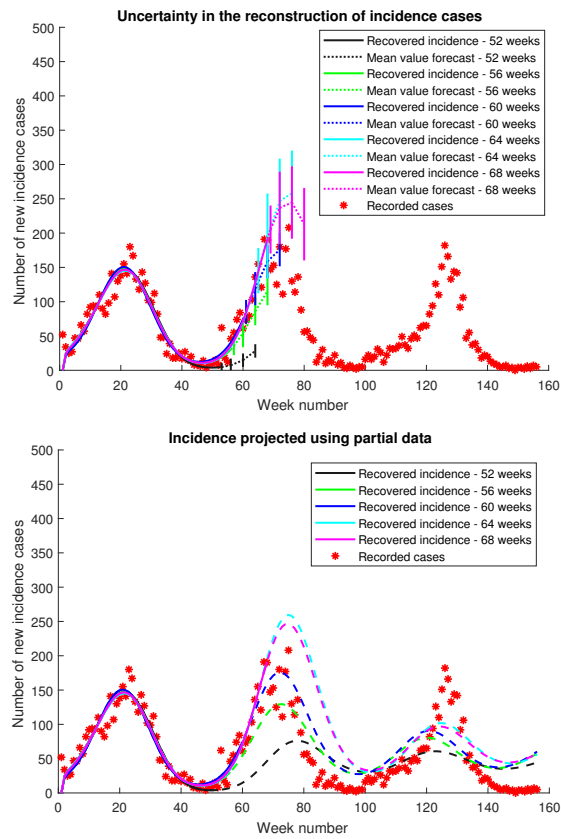 Uncertainty in the reconstruction of incidence cases
500
450
400
350
300
250
200
150
100
50
0
Number of new incidence cases
Recovered incidence - 52 weeks
Mean value forecast - 52 weeks
Recovered incidence - 56 weeks
Mean value forecast - 56 weeks
Recovered incidence - 60 weeks
Mean value forecast - 60 weeks
Recovered incidence - 64 weeks
Mean value forecast - 64 weeks
Recovered incidence - 68 weeks
Mean value forecast - 68 weeks
Recorded cases
0 20 40 60 80 100 120 140 160
Week number
Incidence projected using partial data
500
450
400
350
300
250
200
150
100
50
0
Number of new incidence cases
Recovered incidence - 52 weeks
Recovered incidence - 56 weeks
Recovered incidence - 60 weeks
Recovered incidence - 64 weeks
Recovered incidence - 68 weeks
Recorded cases
0 20 40 60 80 100 120 140 160
Week number